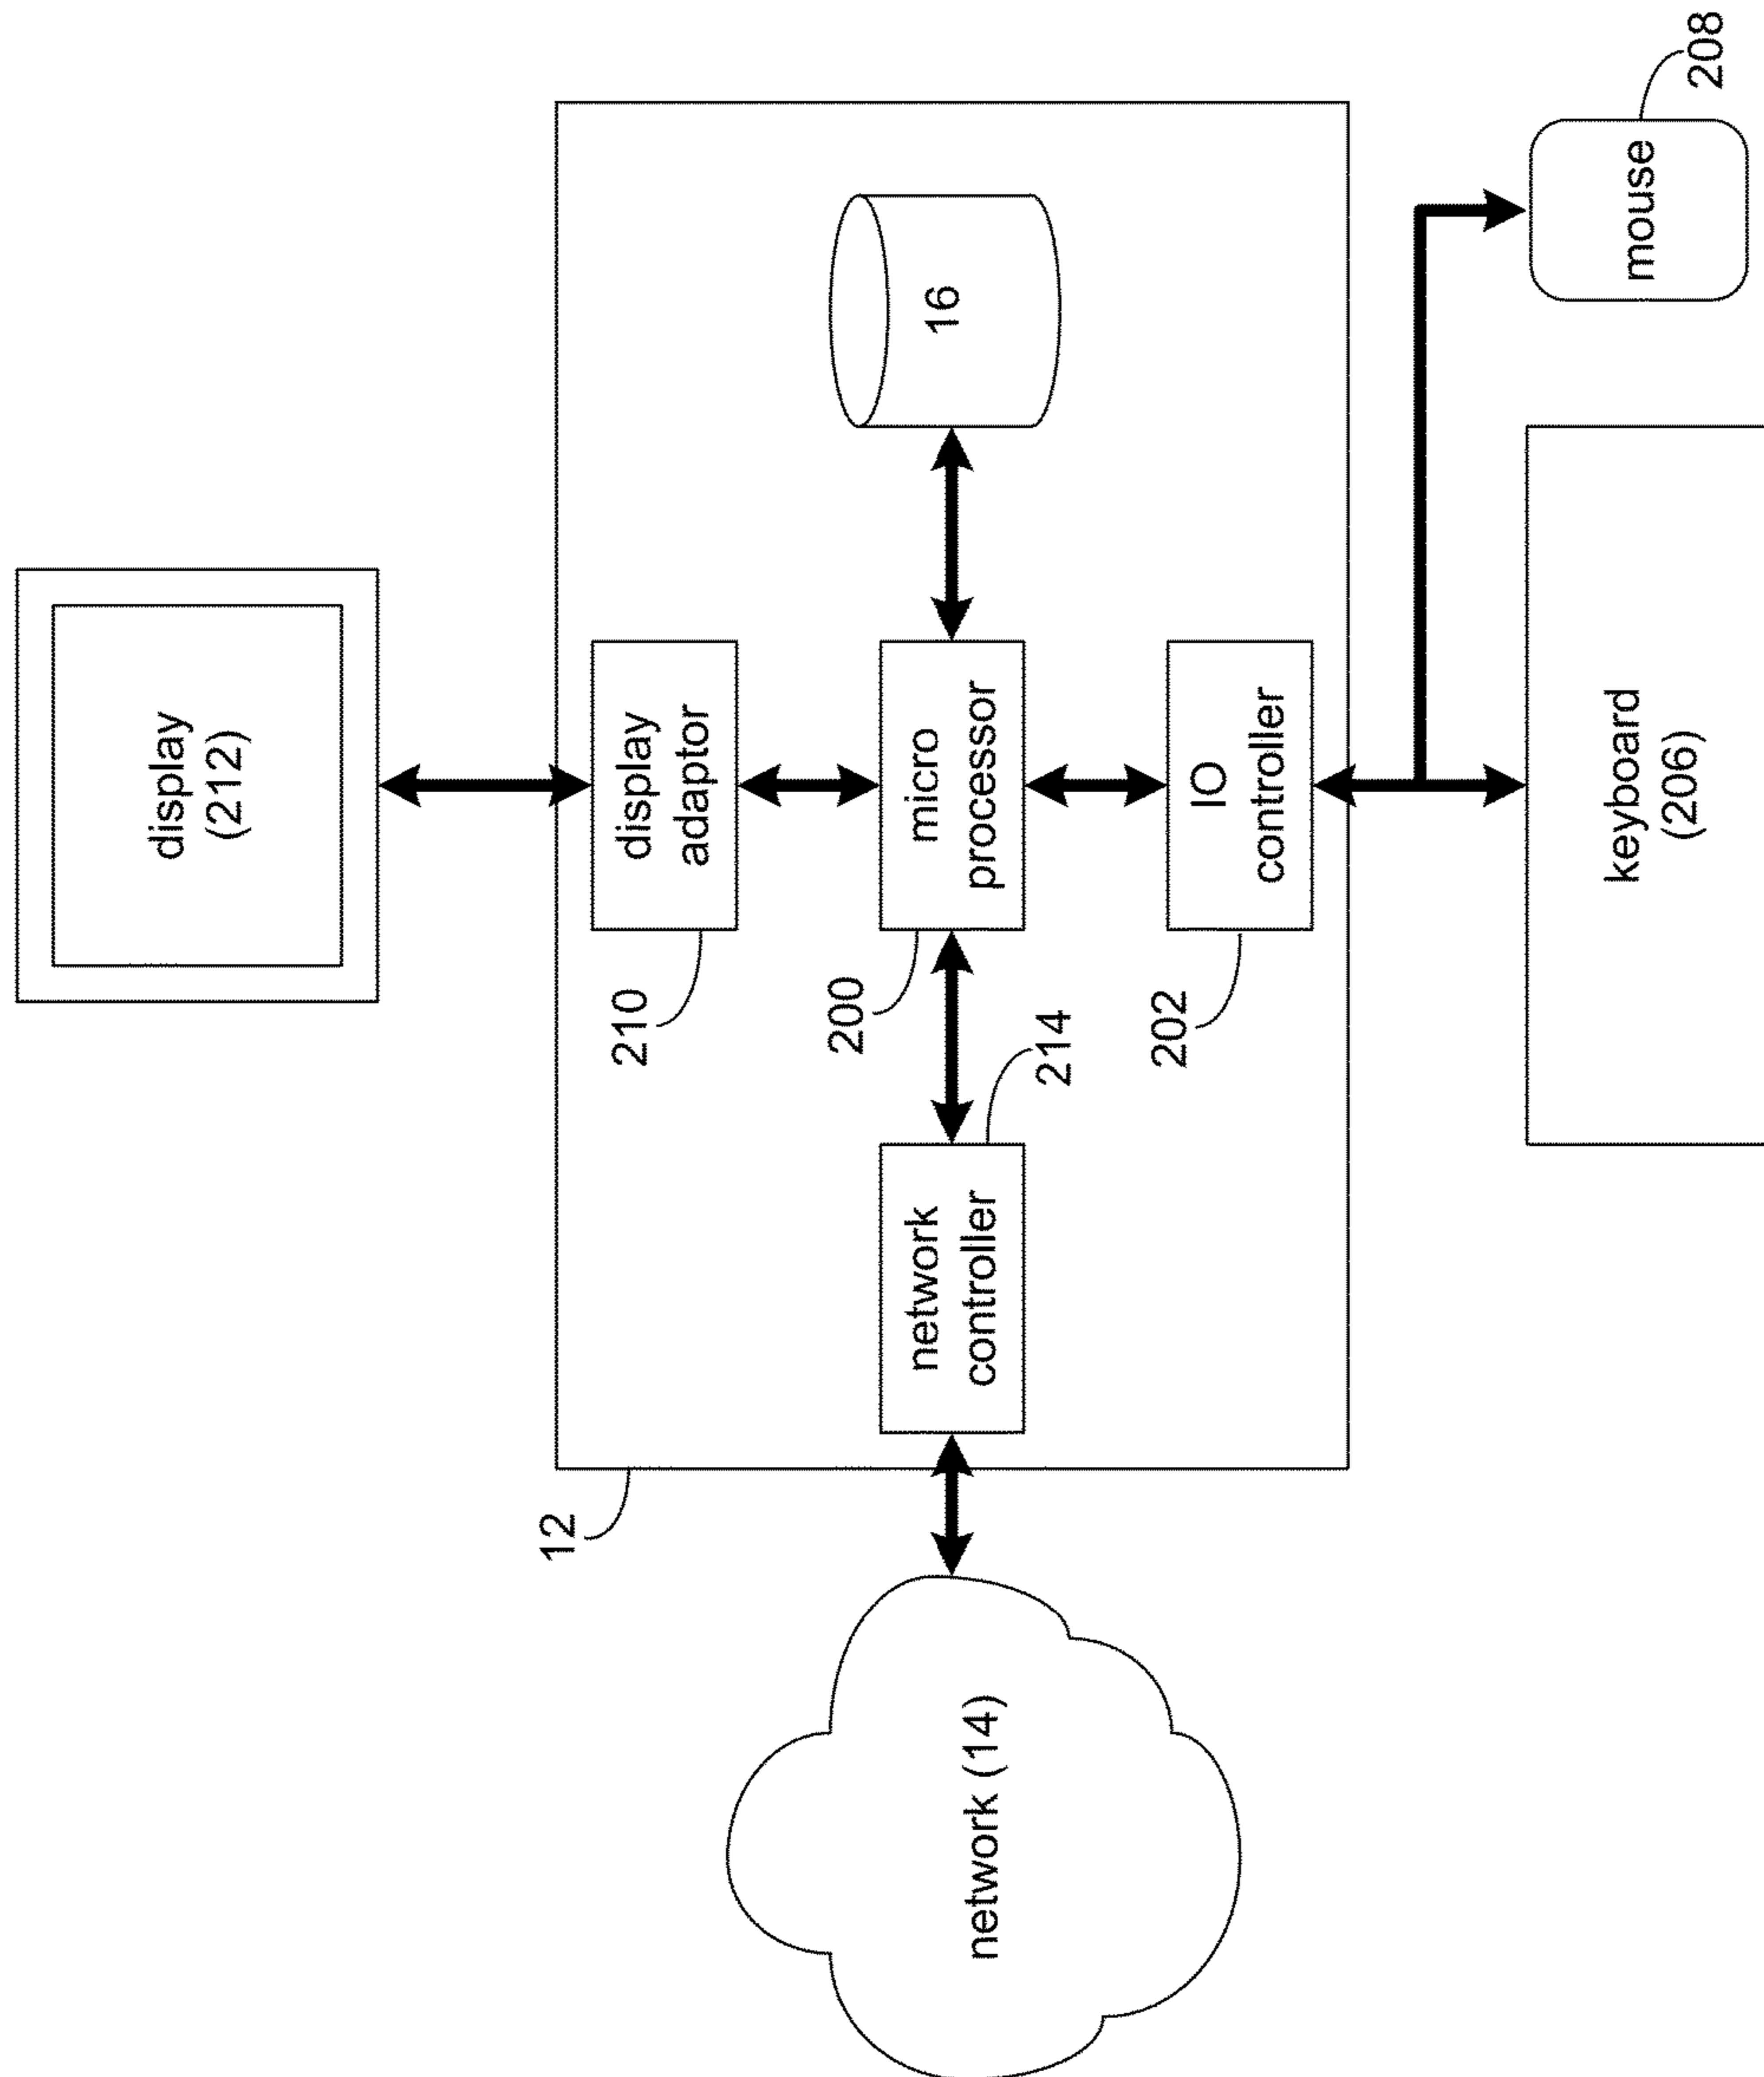 display
(212)
12
display
adaptor
210
network (14)
network
controller
214
micro
processor
200
16
IO
controller
202
keyboard
(206)
mouse
208